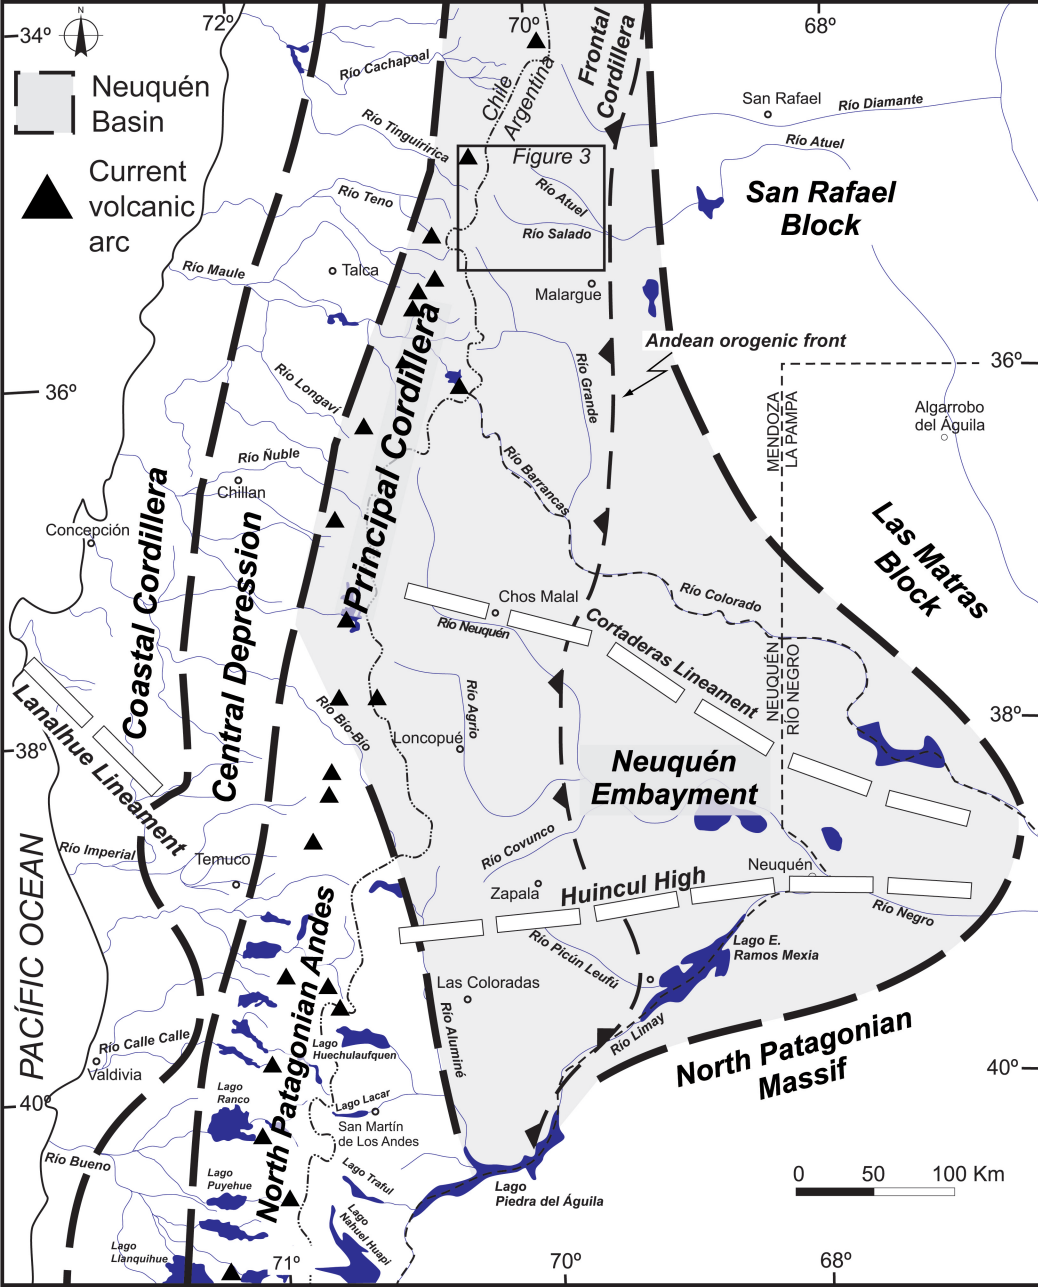 72º
70º
68º
34º
N
Neuquén
Basin
Current
volcanic
arc
Río Cachapoal
Chile
Argentina
Frontal
Cordillera
San Rafael
Río Diamante
Río Atuel
Río Tinguiririca
Figure 3
Río Atuel
Río Salado
San Rafael
Block
Río Teno
Río Maule
Talca
Malargue
Andean orogenic front
36º
36º
Río Longaví
Principal Cordillera
Río Grande
MENDOZA
LA PAMPA
Algarrobo
del Águila
Río Ñuble
Chillan
Río Barrancas
Concepción
Coastal Cordillera
Central Depression
Las Matras
Block
Chos Malal
Río Neuquén
Cortaderas Lineament
Río Colorado
NEUQUÉN
RÍO NEGRO
Lanalhue Lineament
Río Bío-Bío
Río Agrio
Loncopué
38º
38º
Neuquén
Embayment
Río Imperial
Temuco
Río Covunco
Zapala
Huincul High
Neuquén
Río Negro
PACÍFIC OCEAN
North Patagonian Andes
Río Picún Leufú
Lago E.
Ramos Mexia
Las Coloradas
Río Aluminé
Río Limay
Río Calle Calle
Valdivia
Lago
Huechulaufquen
North Patagonian
Massif
40º
40º
Lago
Ranco
Lago Lacar
San Martín
de Los Andes
Río Bueno
Lago
Puyehue
Lago Traful
Lago
Piedra del Águila
0 50 100 Km
Lago
Nahuel Huapi
Lago
Llanquihue
71º
70º
68º